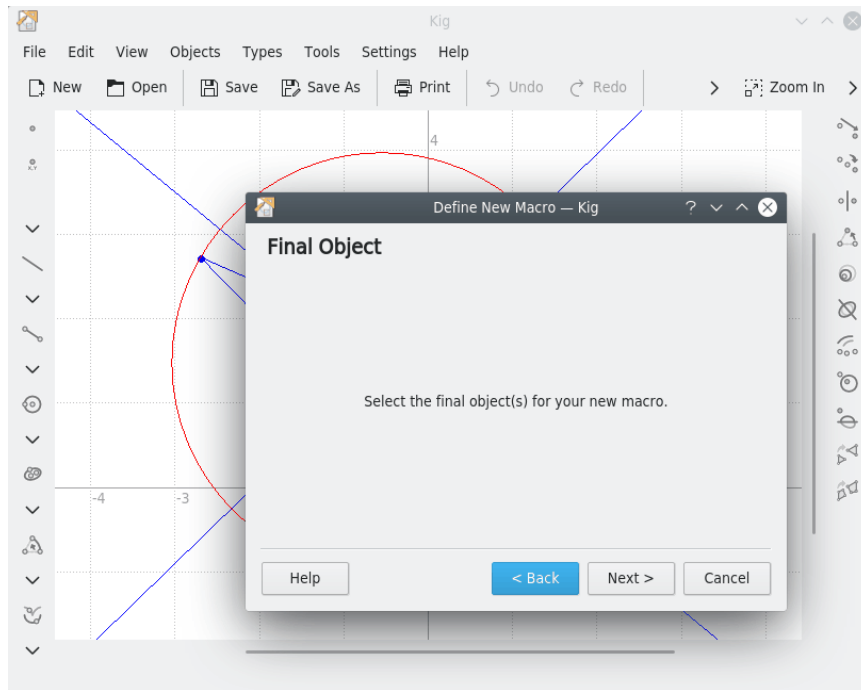 Kig
File Edit View Objects Types Tools Settings Help
New Open Save Save As Print Undo Redo > Zoom In >
4
Define New Macro — Kig ?
Final Object
Select the final object(s) for your new macro.
-4 -3
Help < Back Next > Cancel